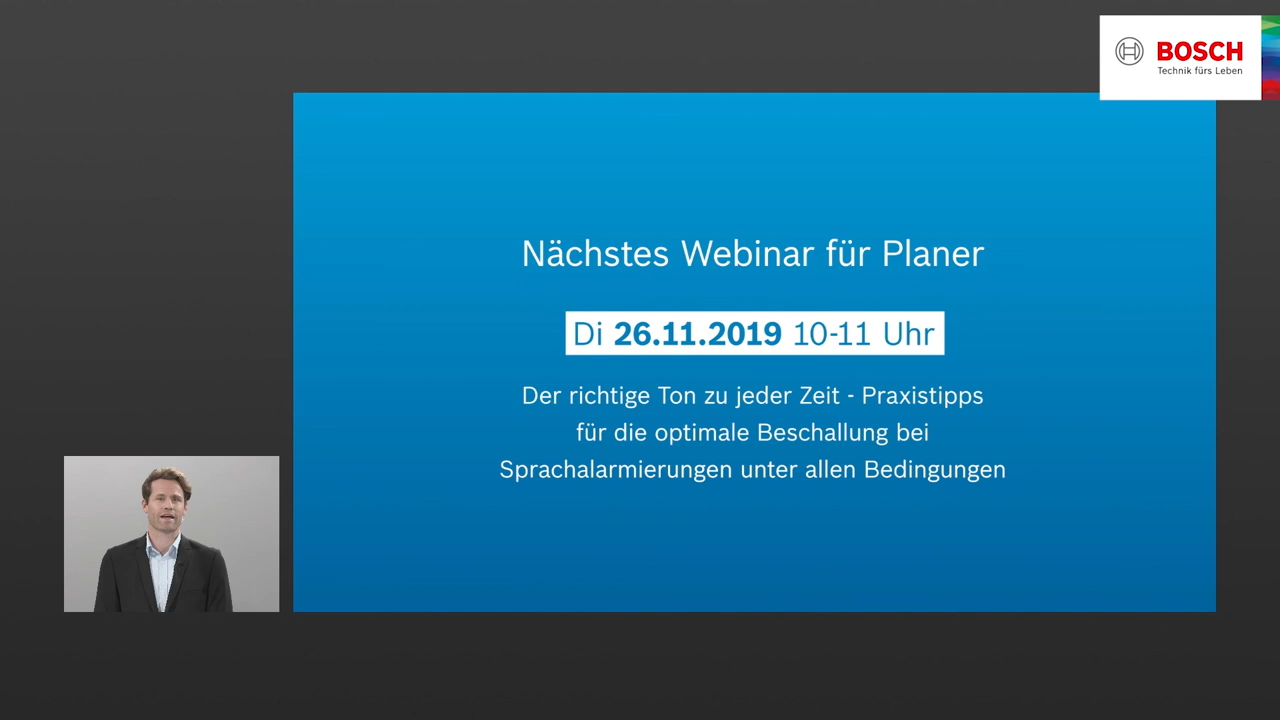 BOSCH
Technik fürs Leben
Nächstes Webinar für Planer
Di 26.11.2019 10-11 Uhr
Der richtige Ton zu jeder Zeit - Praxistipps
für die optimale Beschallung bei
Sprachalarmierungen unter allen Bedingungen